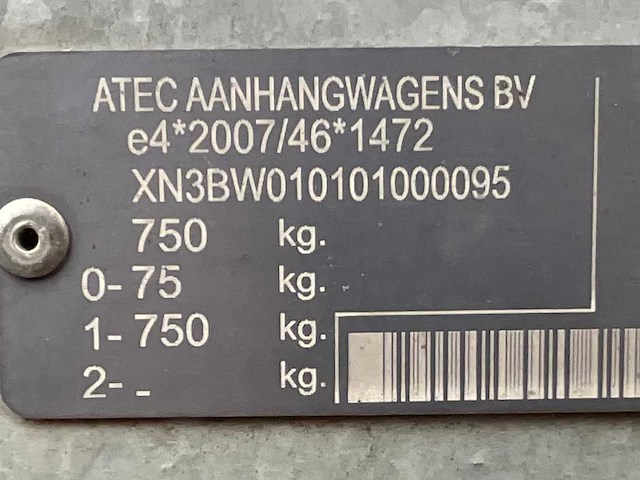 ATEC AANHANGWAGENS BV
e4*2007/46*1472
XN3BW010101000095
750 kg.
0- 75 kg.
1- 750 kg.
2- - kg.